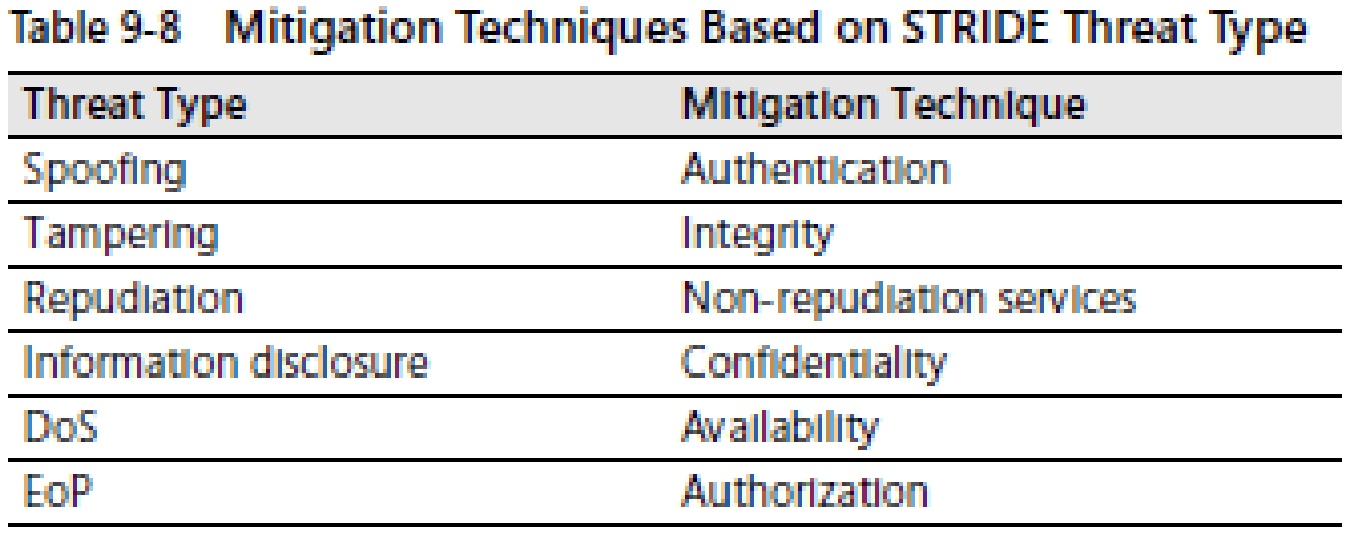 Table 9-8 Mitigation Techniques Based on STRIDE Threat Type
Threat Type Mitigation Technique
Spoofing Authentication
Tampering Integrity
Repudiation Non-repudiation services
Information disclosure Confidentiality
DoS Availability
EoP Authorization